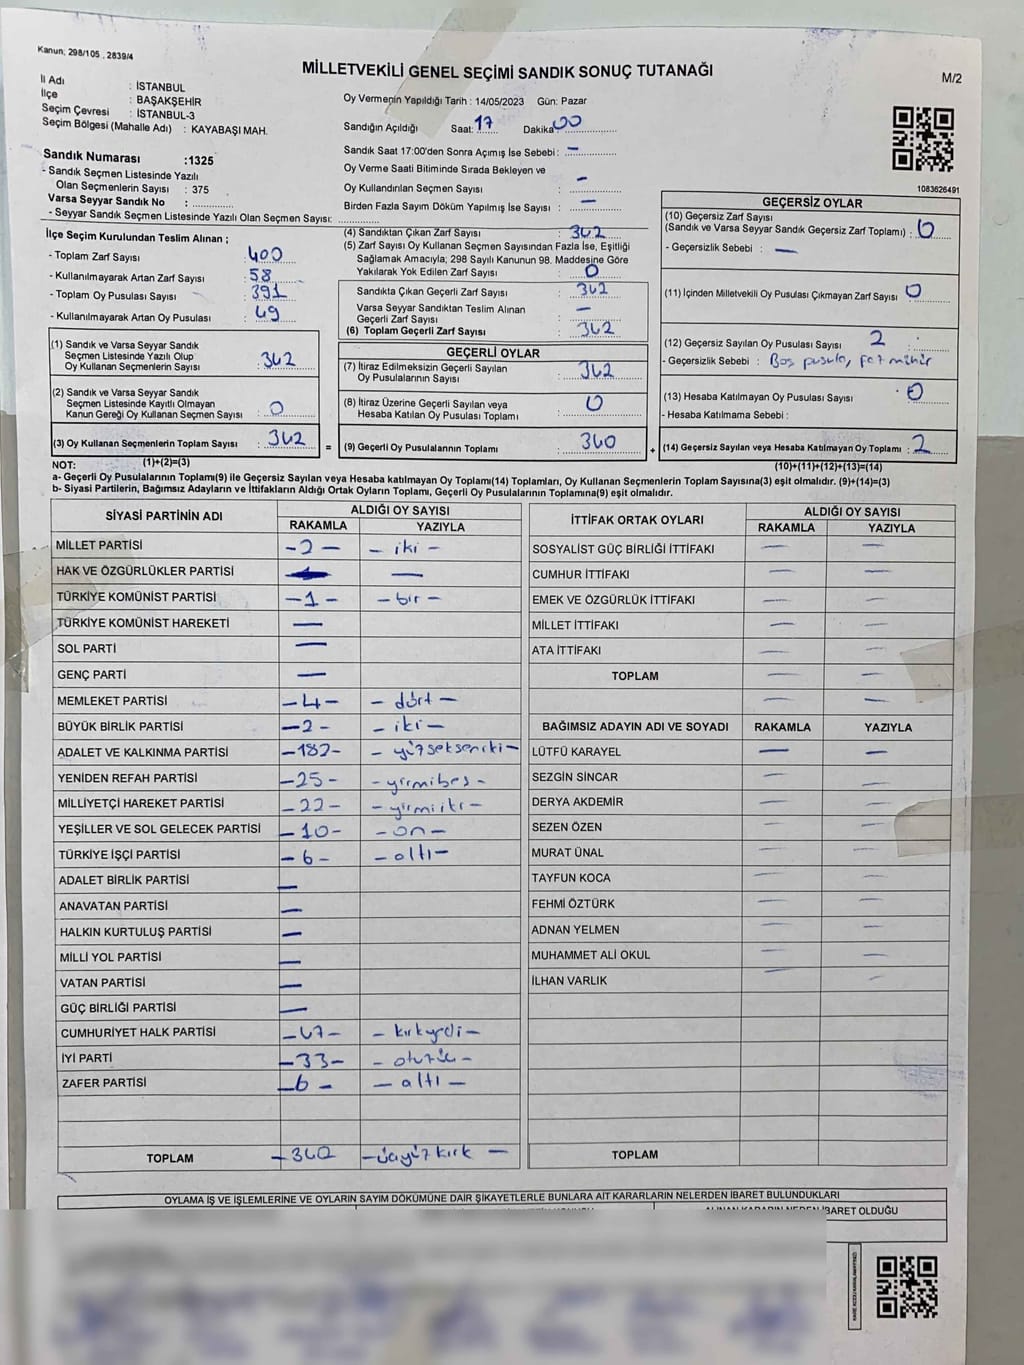 Kanun; 298/105 , 2839/4
MİLLETVEKİLİ GENEL SEÇİMİ SANDIK SONUÇ TUTANAĞI
M/2
İl Adı : İSTANBUL
İlçe : BAŞAKŞEHİR
Seçim Çevresi : İSTANBUL-3
Seçim Bölgesi (Mahalle Adı) : KAYABAŞI MAH.
Sandık Numarası :1325
- Sandık Seçmen Listesinde Yazılı
Olan Seçmenlerin Sayısı : 375
Varsa Seyyar Sandık No :
- Seyyar Sandık Seçmen Listesinde Yazılı Olan Seçmen Sayısı:
Oy Vermenin Yapıldığı Tarih : 14/05/2023 Gün: Pazar
Sandığın Açıldığı Saat: 17 Dakika 00
Sandık Saat 17:00'den Sonra Açımış İse Sebebi : -
Oy Verme Saati Bitiminde Sırada Bekleyen ve
Oy Kullandırılan Seçmen Sayısı : -
Birden Fazla Sayım Döküm Yapılmış İse Sayısı : -
1083626491
İlçe Seçim Kurulundan Teslim Alınan ;
- Toplam Zarf Sayısı : 400
- Kullanılmayarak Artan Zarf Sayısı : 58
- Toplam Oy Pusulası Sayısı : 391
- Kullanılmayarak Artan Oy Pusulası : 49
(1) Sandık ve Varsa Seyyar Sandık
Seçmen Listesinde Yazılı Olup
Oy Kullanan Seçmenlerin Sayısı : 342
(2) Sandık ve Varsa Seyyar Sandık
Seçmen Listesinde Kayıtlı Olmayan
Kanun Gereği Oy Kullanan Seçmen Sayısı : 0
(3) Oy Kullanan Seçmenlerin Toplam Sayısı : 342 =
(4) Sandıktan Çıkan Zarf Sayısı : 342
(5) Zarf Sayısı Oy Kullanan Seçmen Sayısından Fazla İse, Eşitliği
Sağlamak Amacıyla; 298 Sayılı Kanunun 98. Maddesine Göre
Yakılarak Yok Edilen Zarf Sayısı : 0
Sandıkta Çıkan Geçerli Zarf Sayısı : 342
Varsa Seyyar Sandıktan Teslim Alınan
Geçerli Zarf Sayısı : -
(6) Toplam Geçerli Zarf Sayısı : 342
GEÇERLİ OYLAR
(7) İtiraz Edilmeksizin Geçerli Sayılan
Oy Pusulalarının Sayısı : 342
(8) İtiraz Üzerine Geçerli Sayılan veya
Hesaba Katılan Oy Pusulası Toplamı : 0
(9) Geçerli Oy Pusulalarının Toplamı : 340 +
GEÇERSİZ OYLAR
(10) Geçersiz Zarf Sayısı
(Sandık ve Varsa Seyyar Sandık Geçersiz Zarf Toplamı) : 0
- Geçersizlik Sebebi : -
(11) İçinden Milletvekili Oy Pusulası Çıkmayan Zarf Sayısı : 0
(12) Geçersiz Sayılan Oy Pusulası Sayısı : 2
- Geçersizlik Sebebi : Boş pusula, mühür
(13) Hesaba Katılmayan Oy Pusulası Sayısı : 0
- Hesaba Katılmama Sebebi :
(14) Geçersiz Sayılan veya Hesaba Katılmayan Oy Toplamı : 2
NOT: (1)+(2)=(3) (10)+(11)+(12)+(13)=(14)
a- Geçerli Oy Pusulalarının Toplamı(9) ile Geçersiz Sayılan veya Hesaba katılmayan Oy Toplamı(14) Toplamları, Oy Kullanan Seçmenlerin Toplam Sayısına(3) eşit olmalıdır. (9)+(14)=(3)
b- Siyasi Partilerin, Bağımsız Adayların ve İttifakların Aldığı Ortak Oyların Toplamı, Geçerli Oy Pusulalarının Toplamına(9) eşit olmalıdır.
SİYASİ PARTİNİN ADI ALDIĞI OY SAYISI
RAKAMLA YAZIYLA
MİLLET PARTİSİ -2- -iki-
HAK VE ÖZGÜRLÜKLER PARTİSİ -
TÜRKİYE KOMÜNİST PARTİSİ -1- -bir-
TÜRKİYE KOMÜNİST HAREKETİ -
SOL PARTİ -
GENÇ PARTİ -
MEMLEKET PARTİSİ -4- -dört-
BÜYÜK BİRLİK PARTİSİ -2- -iki-
ADALET VE KALKINMA PARTİSİ -182- -yüzsekseniki-
YENİDEN REFAH PARTİSİ -25- -yirmibeş-
MİLLİYETÇİ HAREKET PARTİSİ -22- -yirmiiki-
YEŞİLLER VE SOL GELECEK PARTİSİ -10- -on-
TÜRKİYE İŞÇİ PARTİSİ -6- -altı-
ADALET BİRLİK PARTİSİ -
ANAVATAN PARTİSİ -
HALKIN KURTULUŞ PARTİSİ -
MİLLİ YOL PARTİSİ -
VATAN PARTİSİ -
GÜÇ BİRLİĞİ PARTİSİ -
CUMHURİYET HALK PARTİSİ -47- -kırkyedi-
İYİ PARTİ -33- -otuzüç-
ZAFER PARTİSİ -6- -altı-
TOPLAM -340 -üçyüzkırk-
İTTİFAK ORTAK OYLARI ALDIĞI OY SAYISI
RAKAMLA YAZIYLA
SOSYALİST GÜÇ BİRLİĞİ İTTİFAKI - -
CUMHUR İTTİFAKI - -
EMEK VE ÖZGÜRLÜK İTTİFAKI - -
MİLLET İTTİFAKI - -
ATA İTTİFAKI - -
TOPLAM - -
BAĞIMSIZ ADAYIN ADI VE SOYADI RAKAMLA YAZIYLA
LÜTFÜ KARAYEL - -
SEZGİN SİNCAR - -
DERYA AKDEMİR - -
SEZEN ÖZEN - -
MURAT ÜNAL - -
TAYFUN KOCA - -
FEHMİ ÖZTÜRK - -
ADNAN YELMEN - -
MUHAMMET ALİ OKUL - -
İLHAN VARLIK - -
TOPLAM
OYLAMA İŞ VE İŞLEMLERİNE VE OYLARIN SAYIM DÖKÜMÜNE DAİR ŞİKAYETLERLE BUNLARA AİT KARARLARIN NELERDEN İBARET BULUNDUKLARI
ALINAN KARARIN NEDEN İBARET OLDUĞU